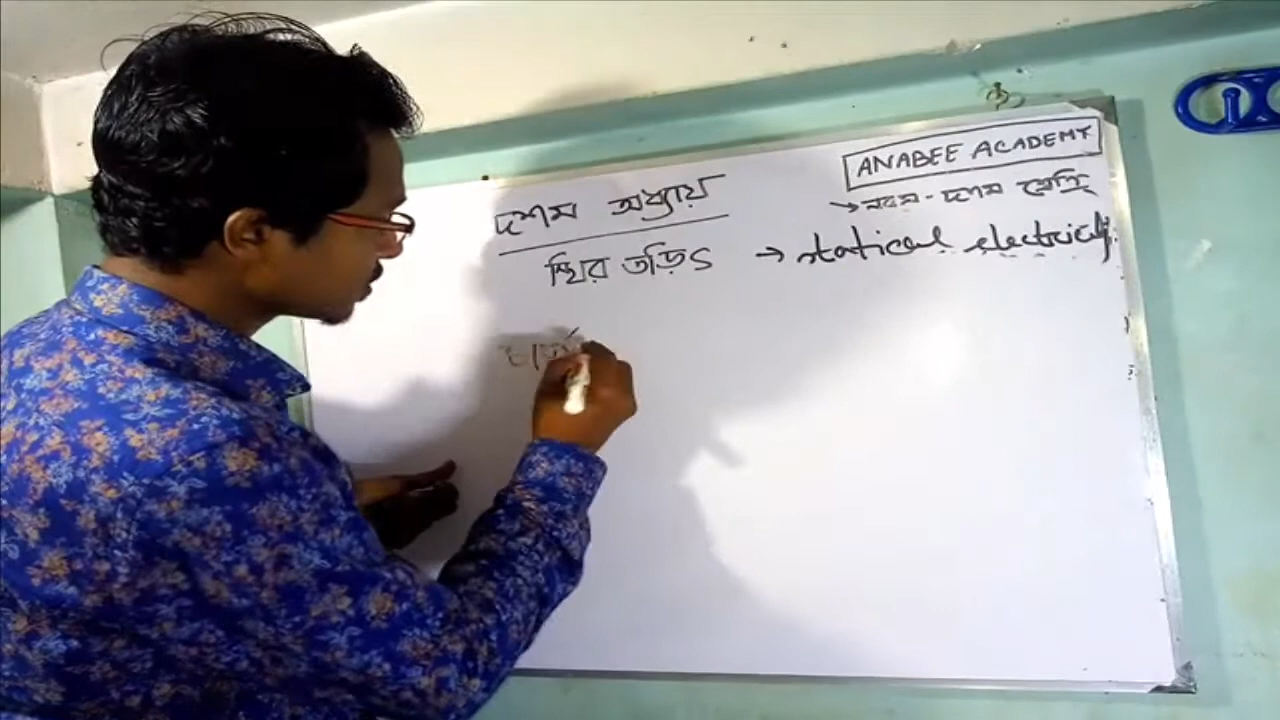 ANABEE ACADEMY
দশম অধ্যায়
→ নবম-দশম শ্রেণি
স্থির তড়িৎ → statical electricity